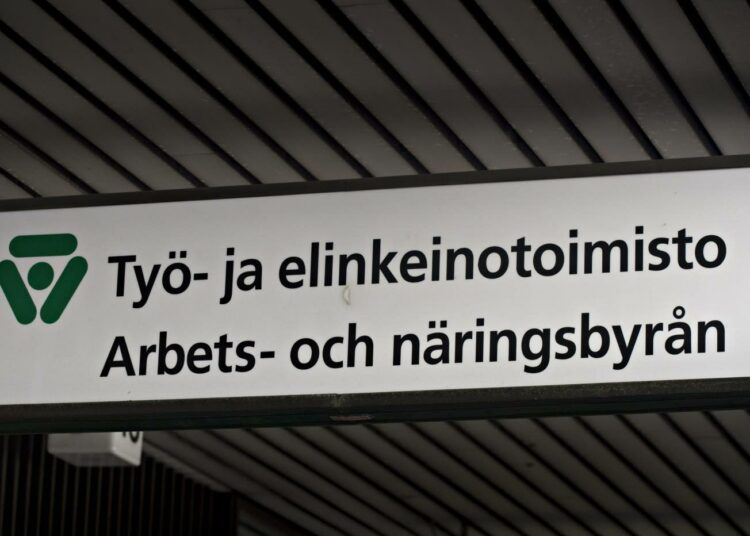 Työ- ja elinkeinotoimisto
Arbets- och näringsbyrån